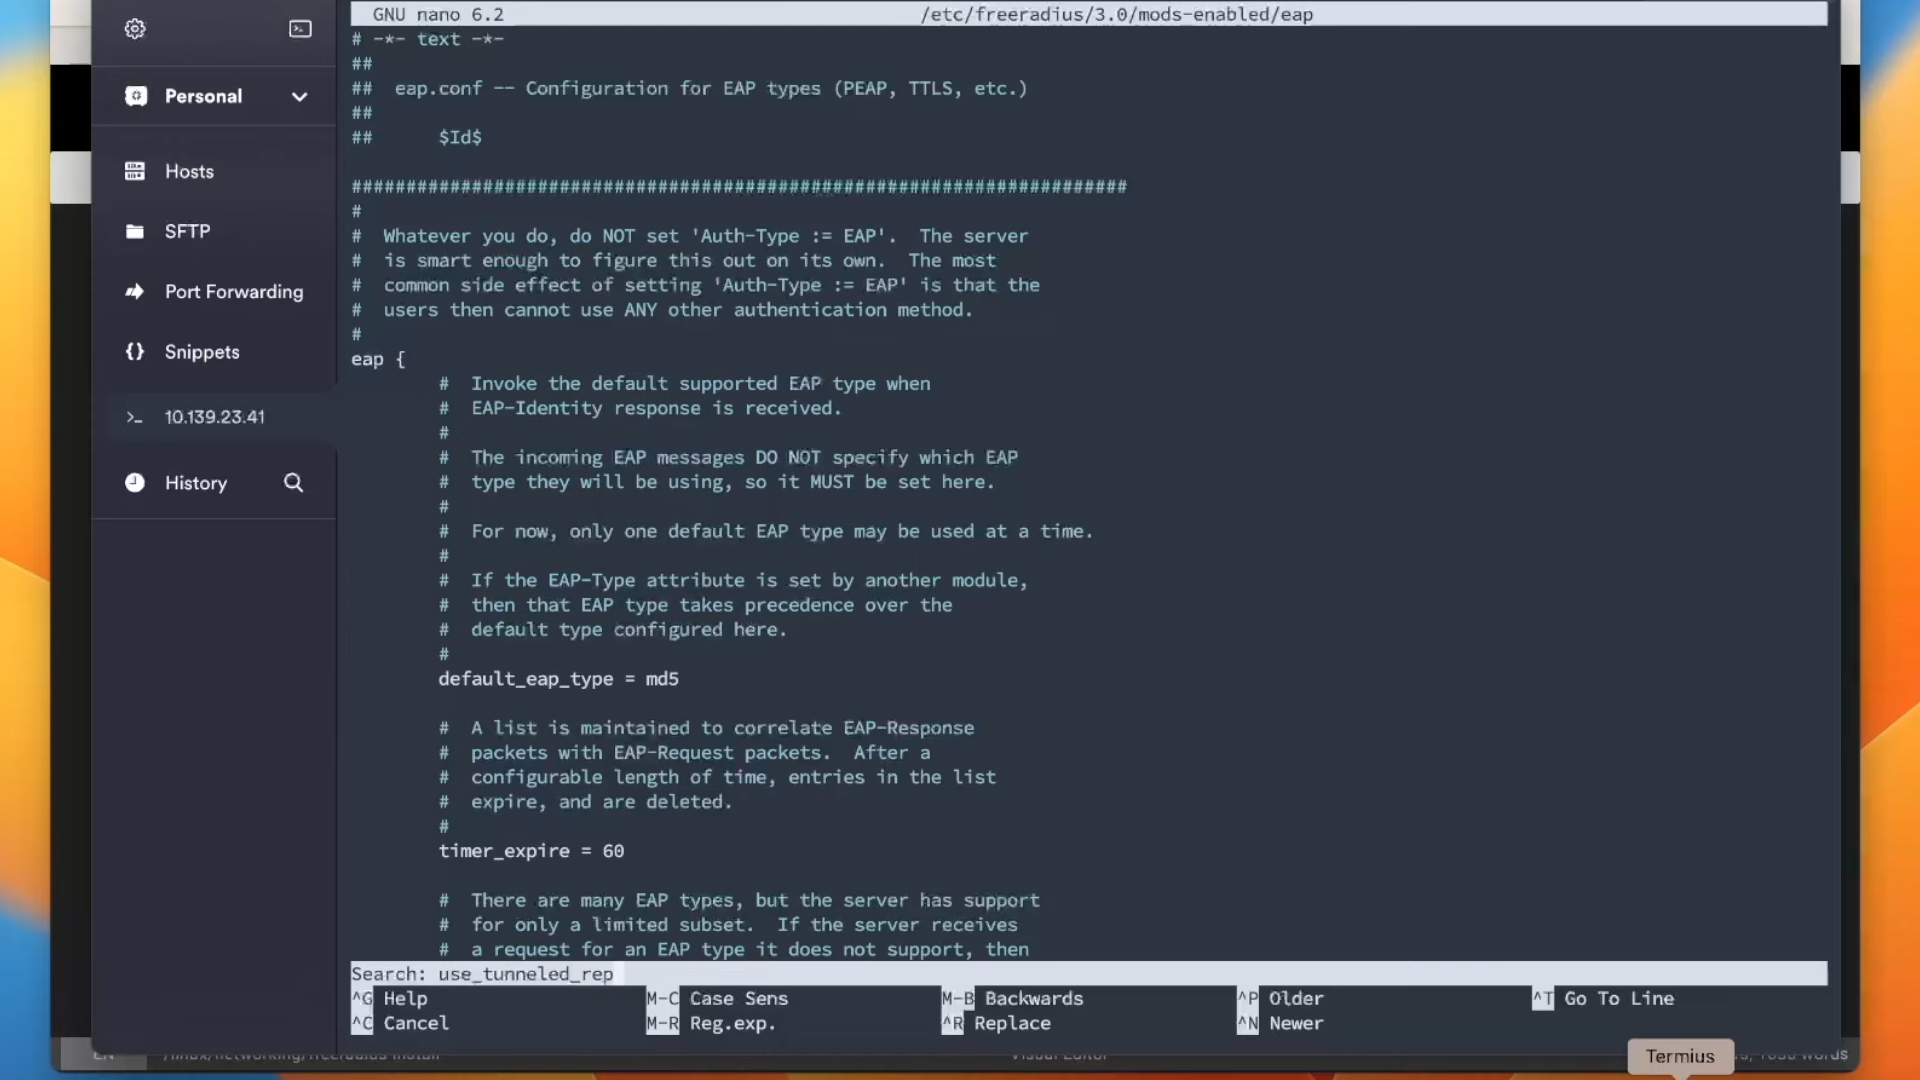 GNU nano 6.2 /etc/freeradius/3.0/mods-enabled/eap
# -*- text -*-
##
##  eap.conf -- Configuration for EAP types (PEAP, TTLS, etc.)
##
##      $Id$
#######################################################################
#
#  Whatever you do, do NOT set 'Auth-Type := EAP'.  The server
#  is smart enough to figure this out on its own.  The most
#  common side effect of setting 'Auth-Type := EAP' is that the
#  users then cannot use ANY other authentication method.
#
eap {
#  Invoke the default supported EAP type when
#  EAP-Identity response is received.
#
#  The incoming EAP messages DO NOT specify which EAP
#  type they will be using, so it MUST be set here.
#
#  For now, only one default EAP type may be used at a time.
#
#  If the EAP-Type attribute is set by another module,
#  then that EAP type takes precedence over the
#  default type configured here.
#
default_eap_type = md5
#  A list is maintained to correlate EAP-Response
#  packets with EAP-Request packets.  After a
#  configurable length of time, entries in the list
#  expire, and are deleted.
#
timer_expire = 60
#  There are many EAP types, but the server has support
#  for only a limited subset.  If the server receives
#  a request for an EAP type it does not support, then
Search: use_tunneled_rep
^G Help M-C Case Sens M-B Backwards ^P Older ^T Go To Line
^C Cancel M-R Reg.exp. ^R Replace ^N Newer
Personal
Hosts
SFTP
Port Forwarding
{} Snippets
>_ 10.139.23.41
History
Termius
words